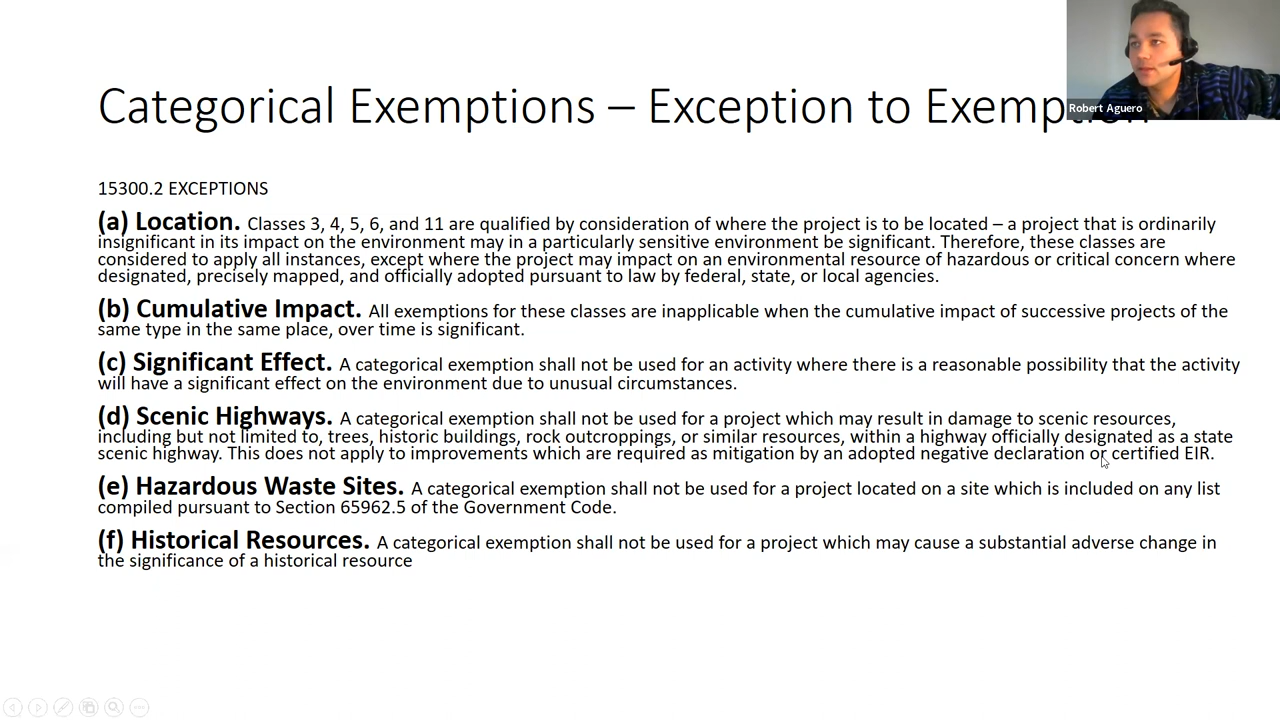 Categorical Exemptions – Exception to Exemption
Robert Aguero
15300.2 EXCEPTIONS
(a) Location. Classes 3, 4, 5, 6, and 11 are qualified by consideration of where the project is to be located – a project that is ordinarily
insignificant in its impact on the environment may in a particularly sensitive environment be significant. Therefore, these classes are
considered to apply all instances, except where the project may impact on an environmental resource of hazardous or critical concern where
designated, precisely mapped, and officially adopted pursuant to law by federal, state, or local agencies.
(b) Cumulative Impact. All exemptions for these classes are inapplicable when the cumulative impact of successive projects of the
same type in the same place, over time is significant.
(c) Significant Effect. A categorical exemption shall not be used for an activity where there is a reasonable possibility that the activity
will have a significant effect on the environment due to unusual circumstances.
(d) Scenic Highways. A categorical exemption shall not be used for a project which may result in damage to scenic resources,
including but not limited to, trees, historic buildings, rock outcroppings, or similar resources, within a highway officially designated as a state
scenic highway. This does not apply to improvements which are required as mitigation by an adopted negative declaration or certified EIR.
(e) Hazardous Waste Sites. A categorical exemption shall not be used for a project located on a site which is included on any list
compiled pursuant to Section 65962.5 of the Government Code.
(f) Historical Resources. A categorical exemption shall not be used for a project which may cause a substantial adverse change in
the significance of a historical resource